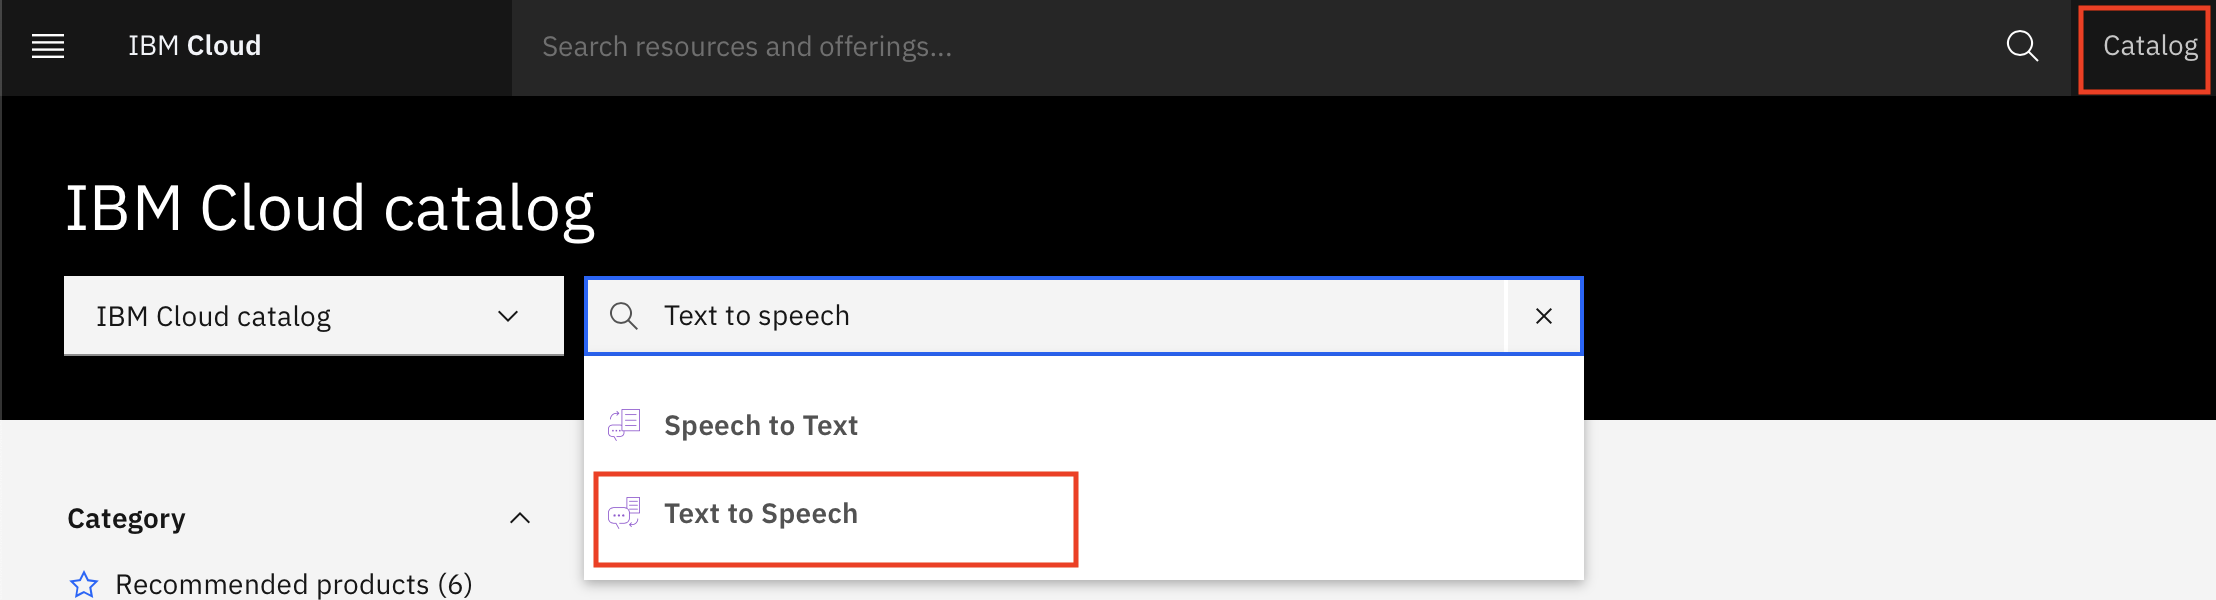 IBM Cloud
Search resources and offerings...
Catalog
IBM Cloud catalog
IBM Cloud catalog
Text to speech
Speech to Text
Text to Speech
Category
Recommended products (6)